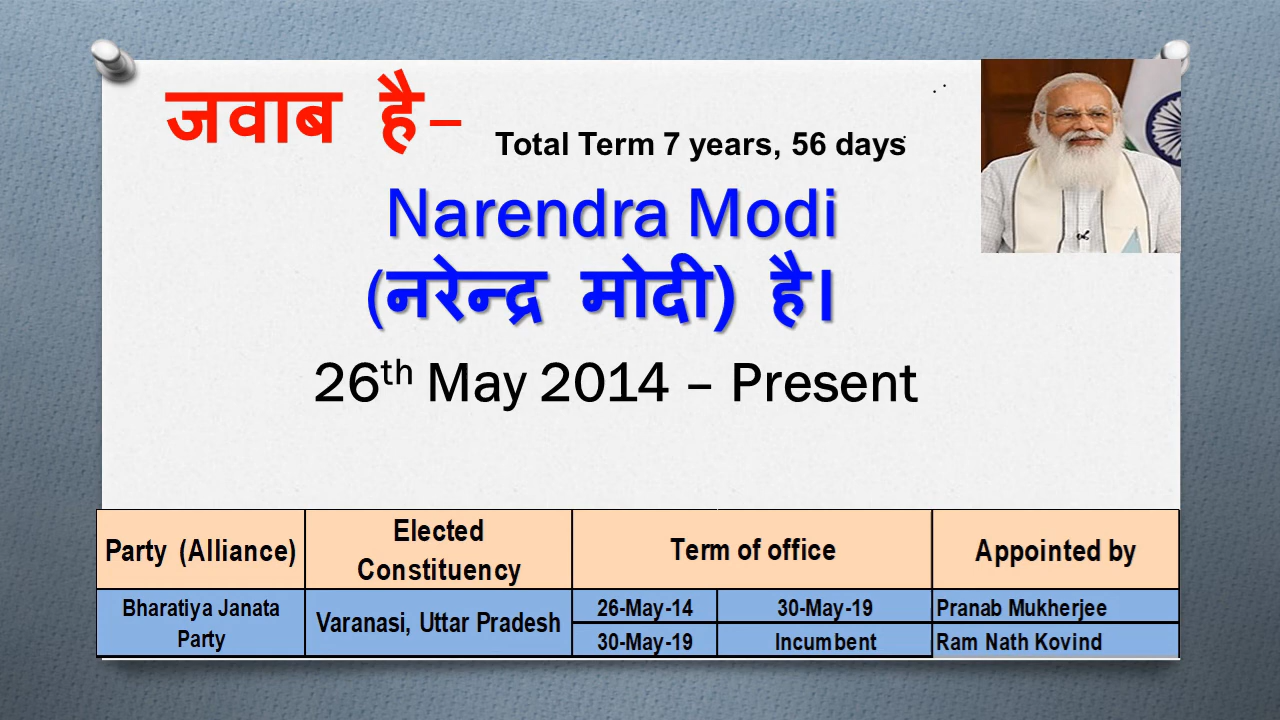 जवाब है–
Total Term 7 years, 56 days
Narendra Modi
(नरेन्द्र मोदी) है।
26th May 2014 – Present
Party (Alliance)
Elected
Constituency
Term of office
Appointed by
Bharatiya Janata
Party
Varanasi, Uttar Pradesh
26-May-14
30-May-19
Pranab Mukherjee
30-May-19
Incumbent
Ram Nath Kovind